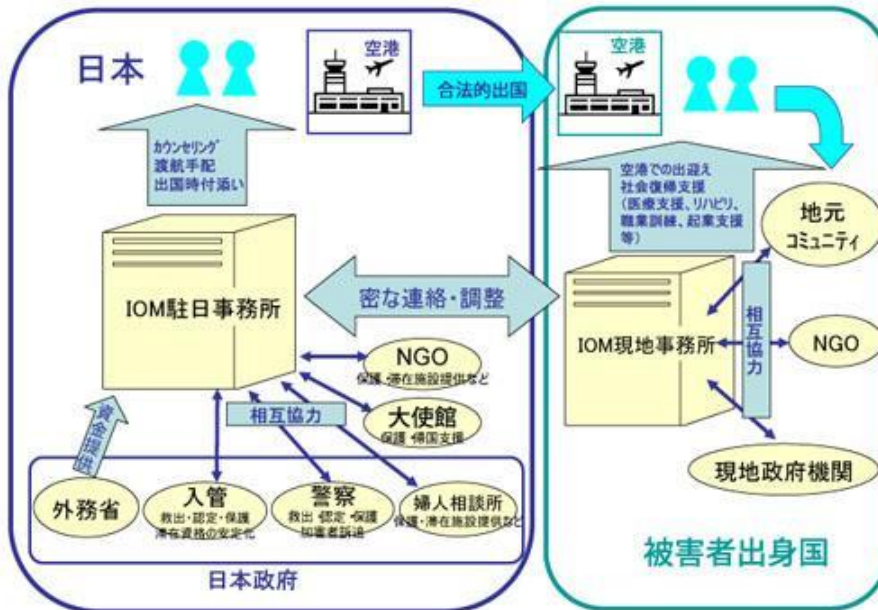 日本
空港
合法的出国
空港
カウンセリング
渡航手配
出国時付添い
空港での出迎え
社会復帰支援
(医療支援、リハビリ、
職業訓練、起業支援
等)
地元
コミュニティ
IOM駐日事務所
密な連絡・調整
IOM現地事務所
相互協力
NGO
NGO
保護・滞在施設提供など
相互協力
大使館
保護・帰国支援
資金提供
現地政府機関
外務省
入管
救出・認定・保護
滞在資格の安定化
警察
救出・認定・保護
加害者訴追
婦人相談所
保護・滞在施設提供など
日本政府
被害者出身国